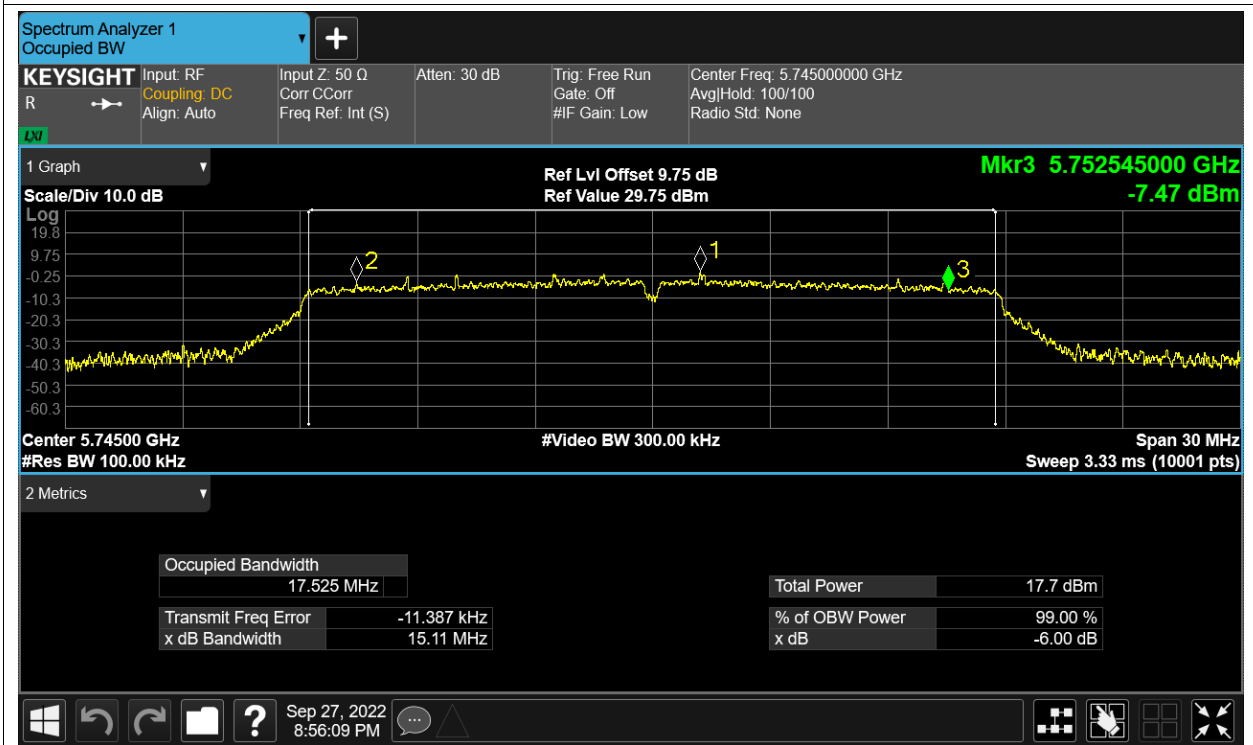 Spectrum Analyzer 1
Occupied BW
KEYSIGHT
R
LXI
Input: RF
Coupling: DC
Align: Auto
Input Z: 50 Ω
Corr CCorr
Freq Ref: Int (S)
Atten: 30 dB
Trig: Free Run
Gate: Off
#IF Gain: Low
Center Freq: 5.745000000 GHz
Avg|Hold: 100/100
Radio Std: None
1 Graph
Scale/Div 10.0 dB
Log
Ref Lvl Offset 9.75 dB
Ref Value 29.75 dBm
Mkr3 5.752545000 GHz
-7.47 dBm
19.8
9.75
-0.25
-10.3
-20.3
-30.3
-40.3
-50.3
-60.3
2
1
3
Center 5.74500 GHz
#Res BW 100.00 kHz
#Video BW 300.00 kHz
Span 30 MHz
Sweep 3.33 ms (10001 pts)
2 Metrics
Occupied Bandwidth
17.525 MHz
Transmit Freq Error -11.387 kHz
x dB Bandwidth 15.11 MHz
Total Power 17.7 dBm
% of OBW Power 99.00 %
x dB -6.00 dB
?
Sep 27, 2022
8:56:09 PM